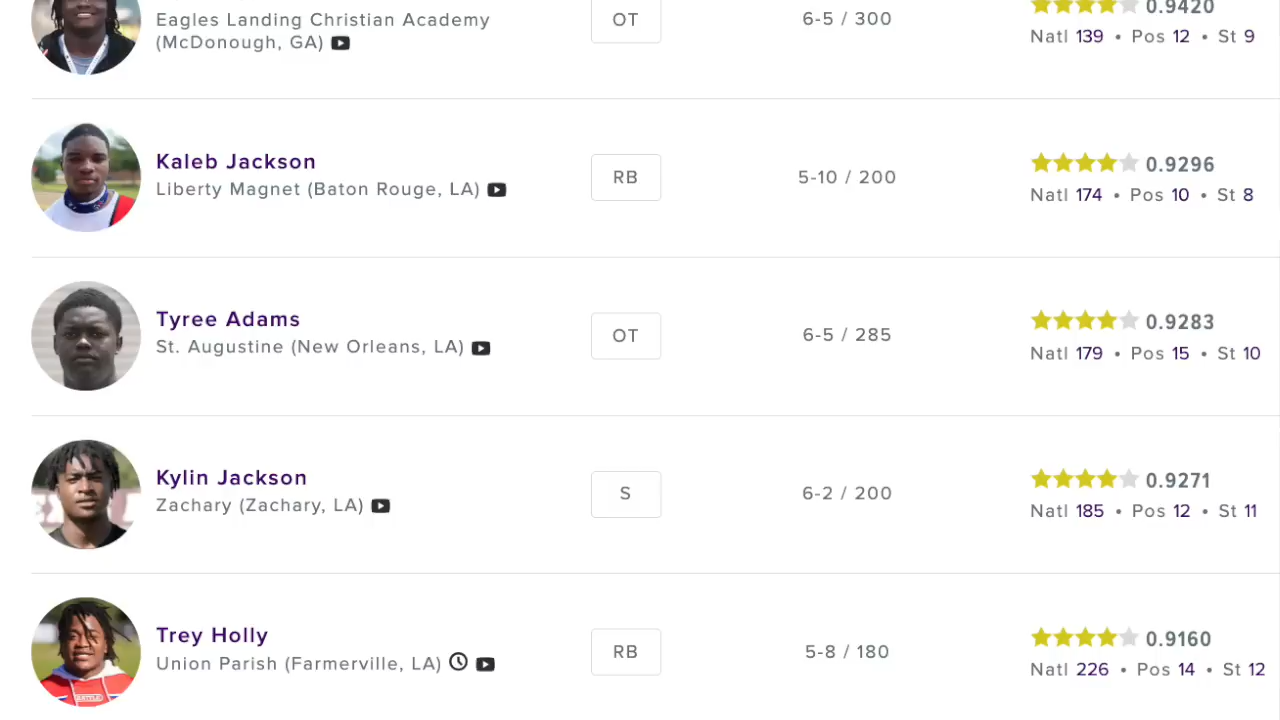 Eagles Landing Christian Academy
(McDonough, GA)
OT
6-5 / 300
0.9420
Natl 139 • Pos 12 • St 9
Kaleb Jackson
Liberty Magnet (Baton Rouge, LA)
RB
5-10 / 200
0.9296
Natl 174 • Pos 10 • St 8
Tyree Adams
St. Augustine (New Orleans, LA)
OT
6-5 / 285
0.9283
Natl 179 • Pos 15 • St 10
Kylin Jackson
Zachary (Zachary, LA)
S
6-2 / 200
0.9271
Natl 185 • Pos 12 • St 11
Trey Holly
Union Parish (Farmerville, LA)
RB
5-8 / 180
0.9160
Natl 226 • Pos 14 • St 12